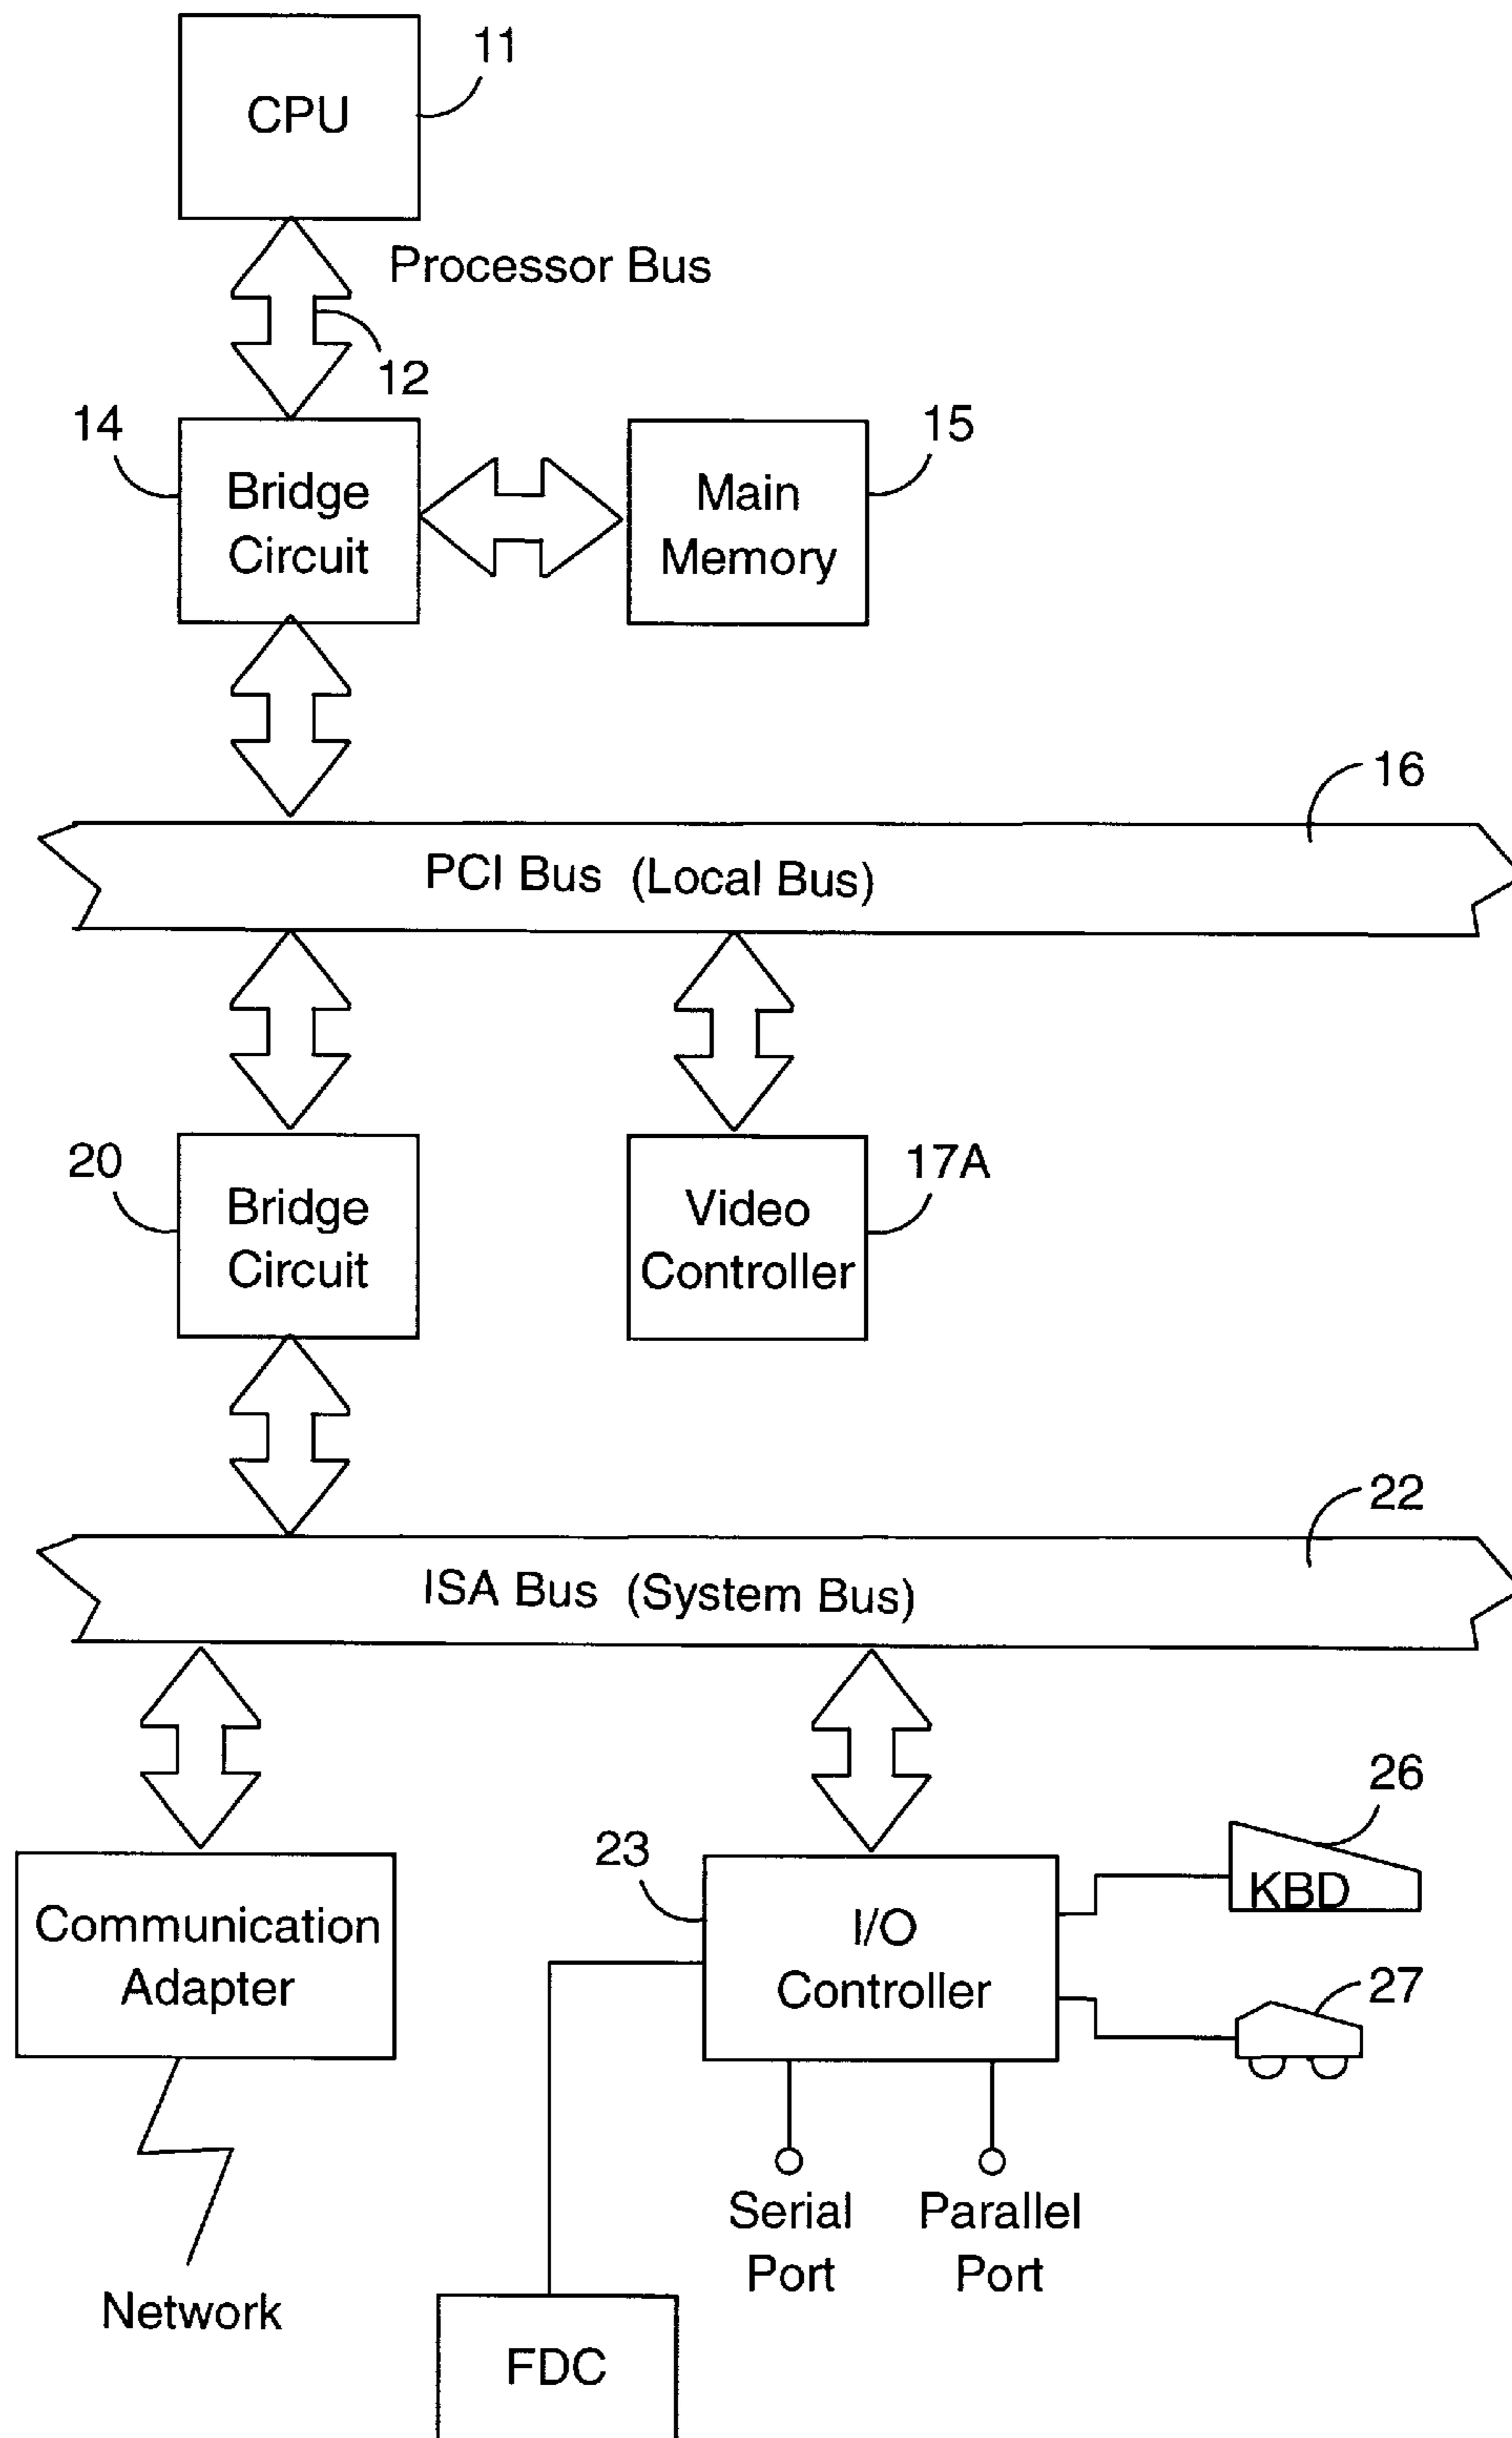 11
CPU
Processor Bus
12
14
15
Bridge
Circuit
Main
Memory
16
PCI Bus (Local Bus)
20
17A
Bridge
Circuit
Video
Controller
22
ISA Bus (System Bus)
26
23
KBD
Communication
Adapter
I/O
Controller
27
Serial
Port
Parallel
Port
Network
FDC